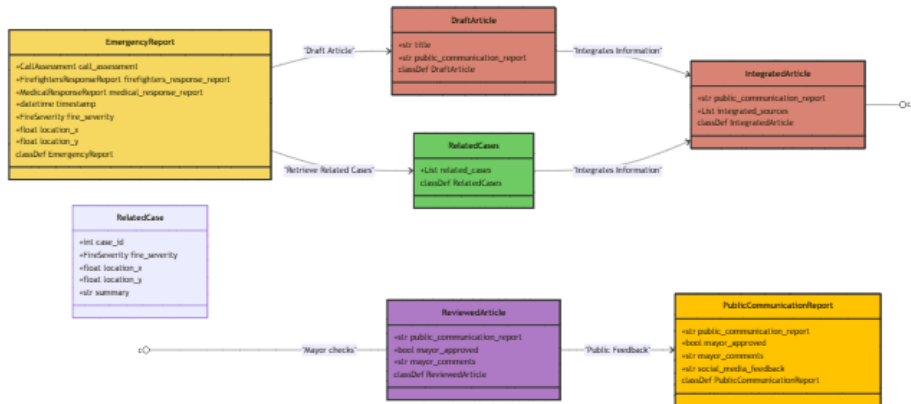 EmergencyReport
+CallAssessment call_assessment
+FirefightersResponseReport firefighters_response_report
+MedicalResponseReport medical_response_report
+datetime timestamp
+FireSeverity fire_severity
+float location_x
+float location_y
classDef EmergencyReport
"Draft Article"
"Retrieve Related Cases"
DraftArticle
+str title
+str public_communication_report
classDef DraftArticle
RelatedCases
+List related_cases
classDef RelatedCases
"Integrates Information"
"Integrates Information"
IntegratedArticle
+str public_communication_report
+List integrated_sources
classDef IntegratedArticle
c
RelatedCase
+int case_id
+FireSeverity fire_severity
+float location_x
+float location_y
+str summary
c
"Mayor checks"
ReviewedArticle
+str public_communication_report
+bool mayor_approved
+str mayor_comments
classDef ReviewedArticle
"Public Feedback"
PublicCommunicationReport
+str public_communication_report
+bool mayor_approved
+str mayor_comments
+str social_media_feedback
classDef PublicCommunicationReport